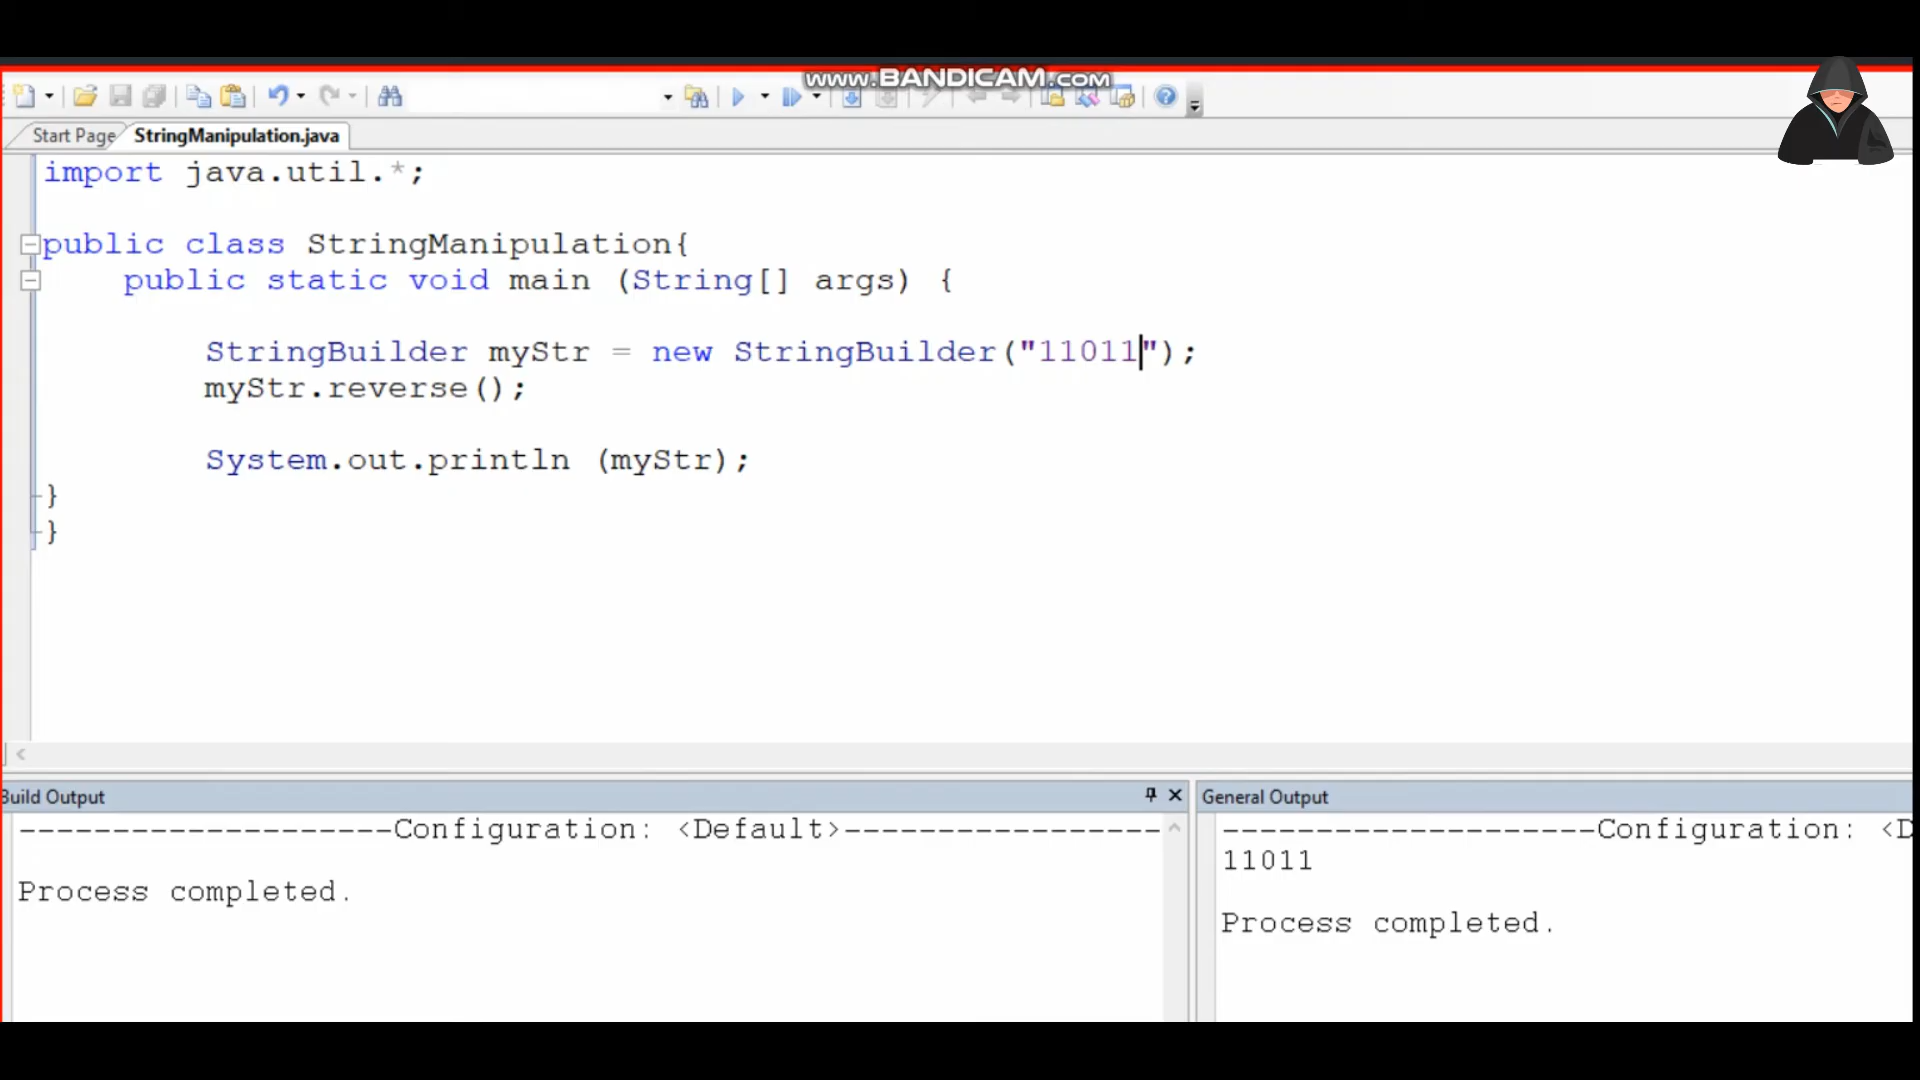 www.BANDICAM.com
Start Page
StringManipulation.java
import java.util.*;
public class StringManipulation{
public static void main (String[] args) {
StringBuilder myStr = new StringBuilder("11011");
myStr.reverse();
System.out.println (myStr);
}
}
Build Output
--------------------Configuration: <Default>-----------------
Process completed.
General Output
--------------------Configuration: <D
11011
Process completed.